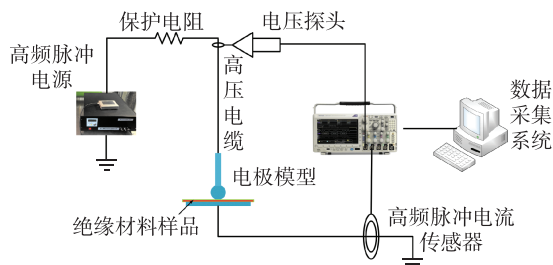 保护电阻
电压探头
高频脉冲
电源
高
压
电
缆
数据
采集
系统
电极模型
绝缘材料样品
高频脉冲电流
传感器